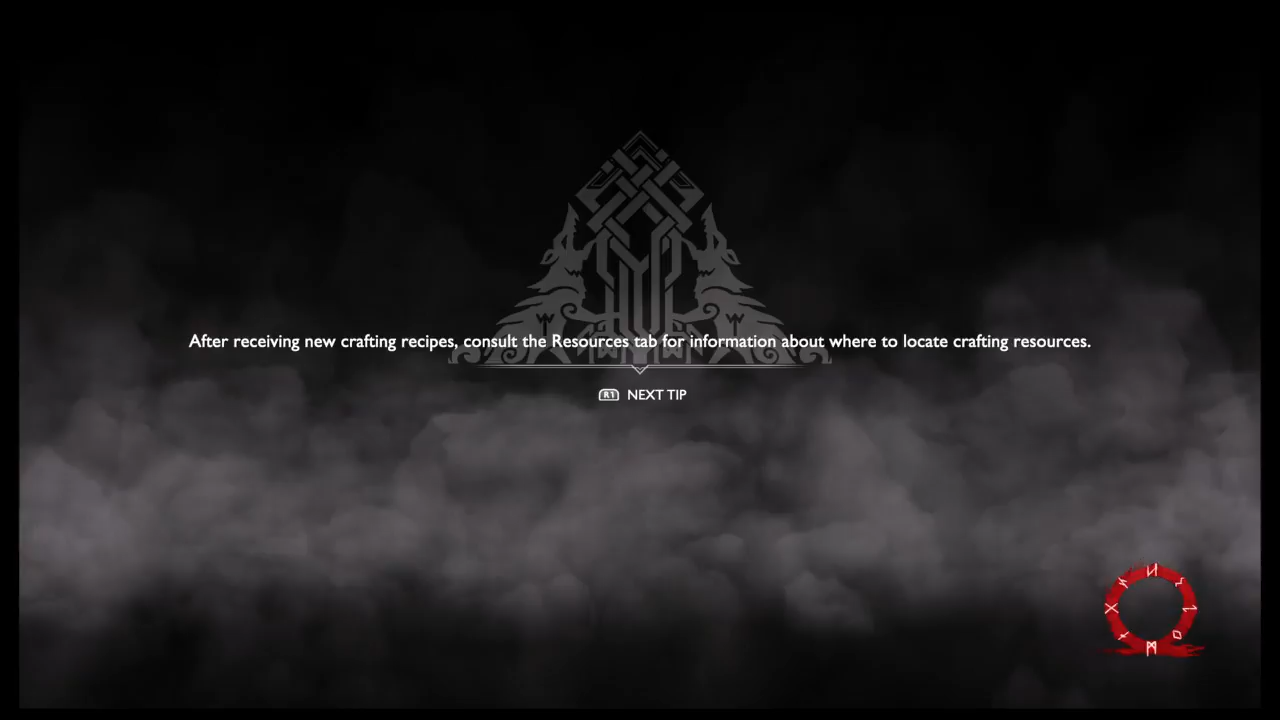 After receiving new crafting recipes, consult the Resources tab for information about where to locate crafting resources.
R1 NEXT TIP